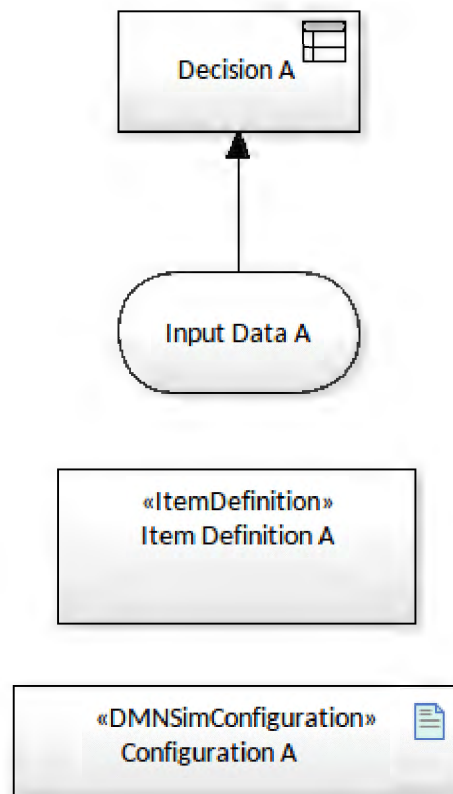 Decision A
Input Data A
«ItemDefinition»
Item Definition A
«DMNSimConfiguration»
Configuration A